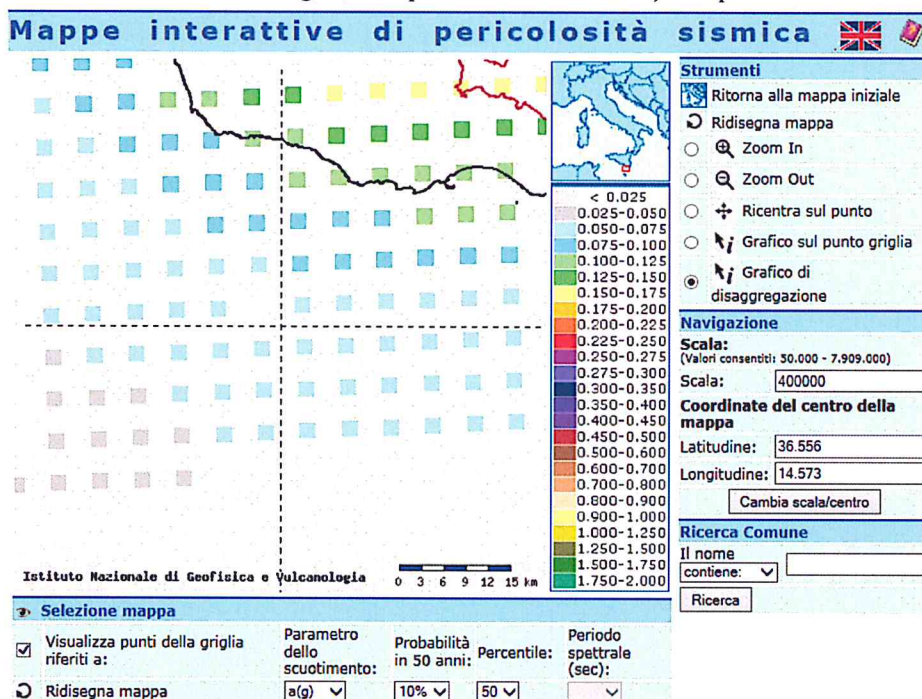 Mappe interattive di pericolosità sismica
< 0.025
0.025-0.050
0.050-0.075
0.075-0.100
0.100-0.125
0.125-0.150
0.150-0.175
0.175-0.200
0.200-0.225
0.225-0.250
0.250-0.275
0.275-0.300
0.300-0.350
0.350-0.400
0.400-0.450
0.450-0.500
0.500-0.600
0.600-0.700
0.700-0.800
0.800-0.900
0.900-1.000
1.000-1.250
1.250-1.500
1.500-1.750
1.750-2.000
Istituto Nazionale di Geofisica e Vulcanologia
0 3 6 9 12 15 km
Strumenti
Ritorna alla mappa iniziale
Ridisegna mappa
Zoom In
Zoom Out
Ricentra sul punto
Grafico sul punto griglia
Grafico di
disaggregazione
Navigazione
Scala:
(Valori consentiti: 50.000 - 7.909.000)
Scala: 400000
Coordinate del centro della
mappa
Latitudine: 36.556
Longitudine: 14.573
Cambia scala/centro
Ricerca Comune
Il nome
contiene:
Ricerca
Selezione mappa
Visualizza punti della griglia
riferiti a:
Parametro
dello
scuotimento:
Probabilità
in 50 anni:
Percentile:
Periodo
spettrale
(sec):
Ridisegna mappa
a(g)
10%
50